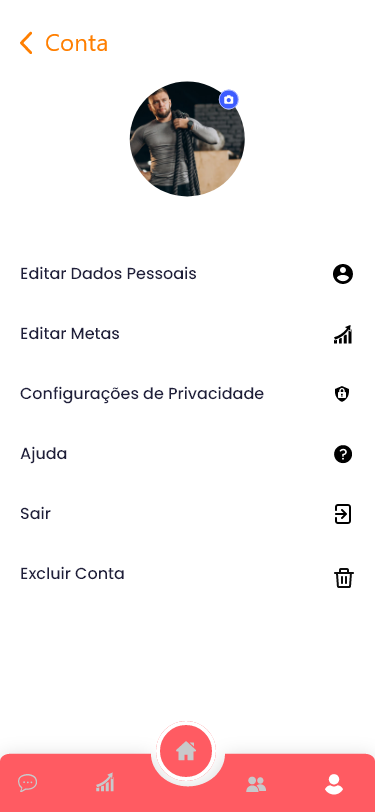 Conta
Editar Dados Pessoais
Editar Metas
Configurações de Privacidade
Ajuda
Sair
Excluir Conta